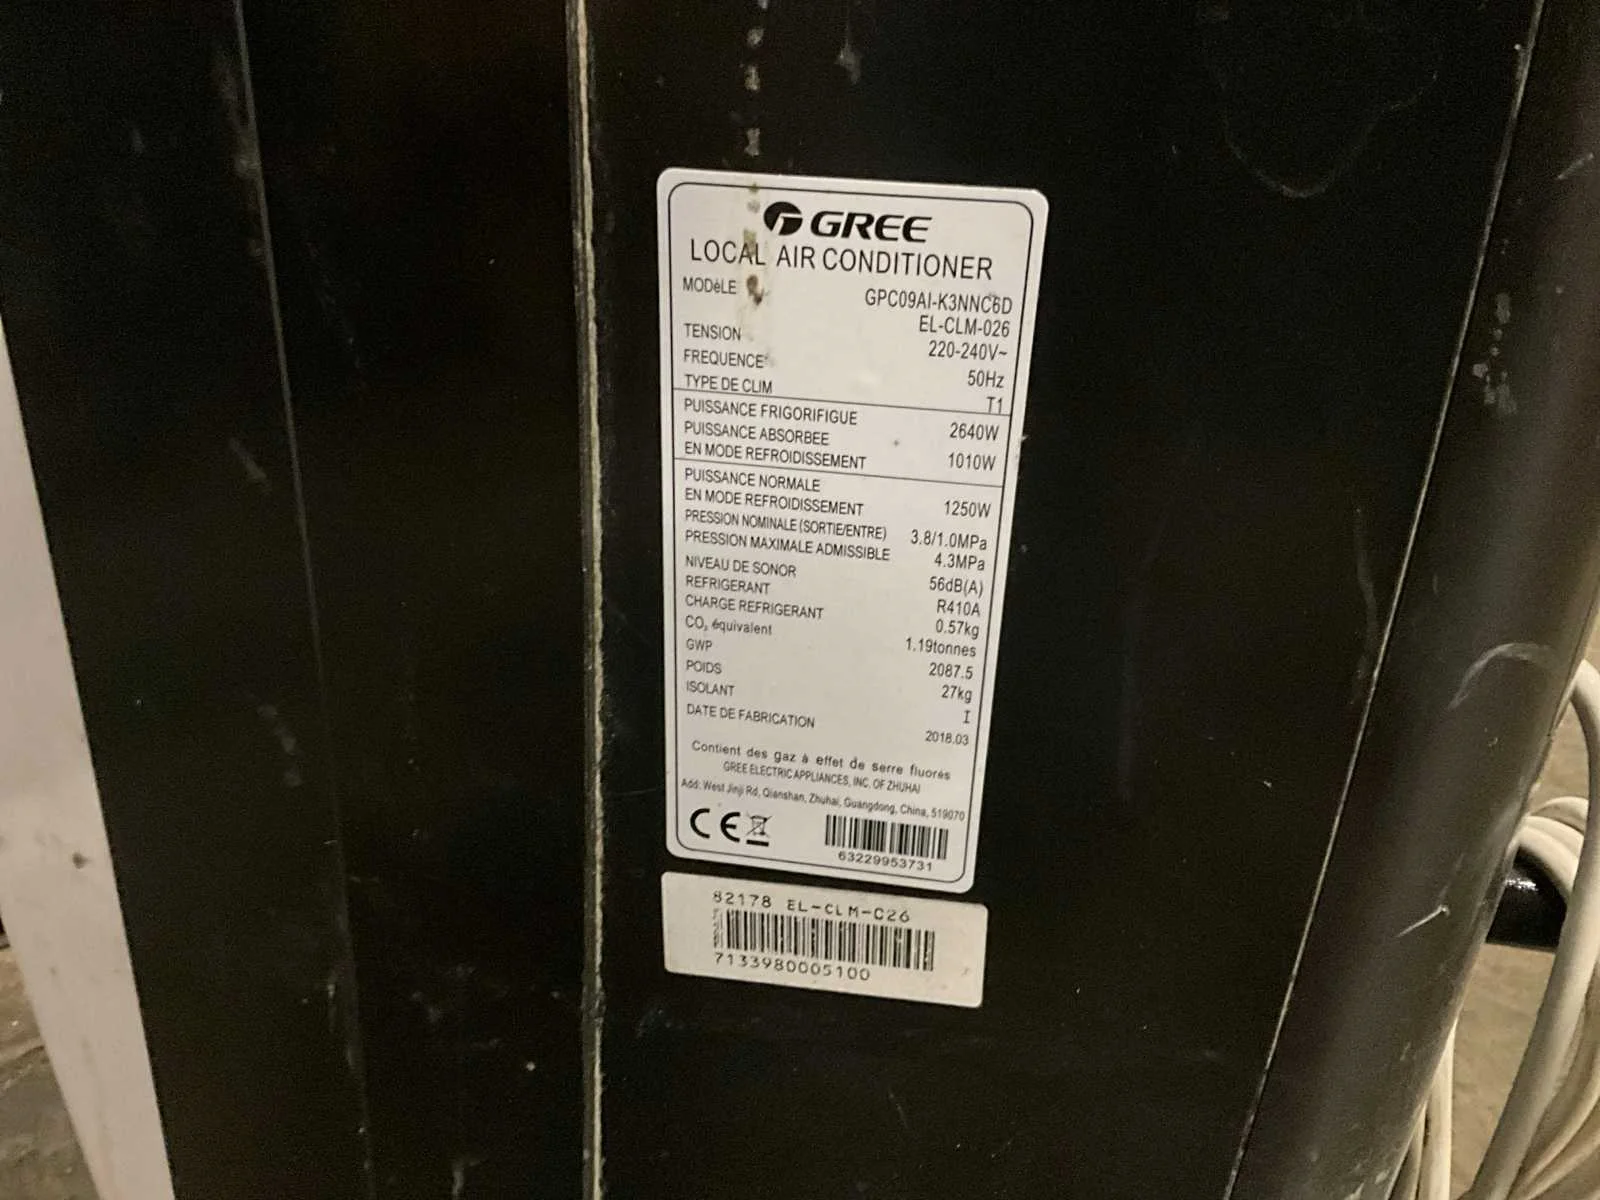 GREE
LOCAL AIR CONDITIONER
MODèLE GPC09AI-K3NNC6D
EL-CLM-026
TENSION 220-240V~
FREQUENCE 50Hz
TYPE DE CLIM T1
PUISSANCE FRIGORIFIGUE 2640W
PUISSANCE ABSORBEE
EN MODE REFROIDISSEMENT 1010W
PUISSANCE NORMALE
EN MODE REFROIDISSEMENT 1250W
PRESSION NOMINALE (SORTIE/ENTRE) 3.8/1.0MPa
PRESSION MAXIMALE ADMISSIBLE 4.3MPa
NIVEAU DE SONOR 56dB(A)
REFRIGERANT R410A
CHARGE REFRIGERANT 0.57kg
CO₂ équivalent 1.19tonnes
GWP 2087.5
POIDS 27kg
ISOLANT I
DATE DE FABRICATION 2018.03
Contient des gaz à effet de serre fluorés
GREE ELECTRIC APPLIANCES, INC. OF ZHUHAI
Add: West Jinji Rd, Qianshan, Zhuhai, Guangdong, China, 519070
CE
63229953731
82178 EL-CLM-C26
7133980005100